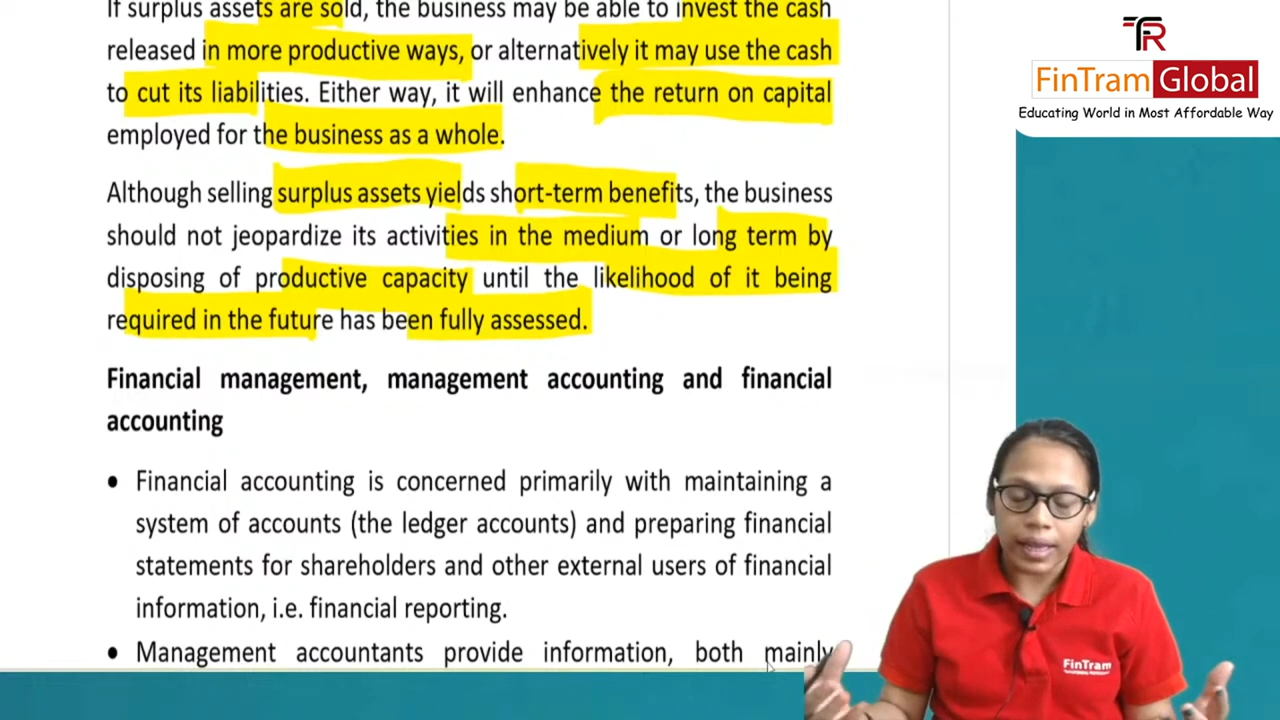 If surplus assets are sold, the business may be able to invest the cash
released in more productive ways, or alternatively it may use the cash
to cut its liabilities. Either way, it will enhance the return on capital
employed for the business as a whole.
Although selling surplus assets yields short-term benefits, the business
should not jeopardize its activities in the medium or long term by
disposing of productive capacity until the likelihood of it being
required in the future has been fully assessed.
Financial management, management accounting and financial
accounting
• Financial accounting is concerned primarily with maintaining a
system of accounts (the ledger accounts) and preparing financial
statements for shareholders and other external users of financial
information, i.e. financial reporting.
• Management accountants provide information, both mainly
TFR
FinTram Global
Educating World in Most Affordable Way
FinTram